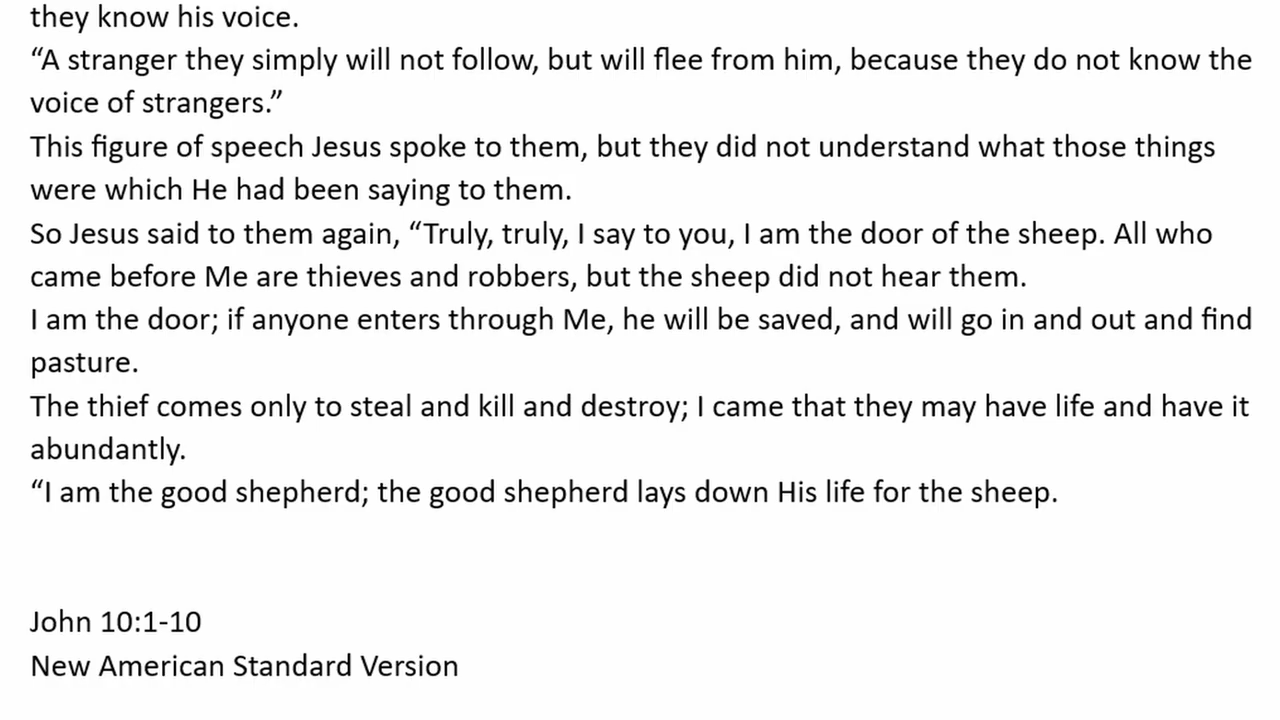 they know his voice.
“A stranger they simply will not follow, but will flee from him, because they do not know the
voice of strangers.”
This figure of speech Jesus spoke to them, but they did not understand what those things
were which He had been saying to them.
So Jesus said to them again, “Truly, truly, I say to you, I am the door of the sheep. All who
came before Me are thieves and robbers, but the sheep did not hear them.
I am the door; if anyone enters through Me, he will be saved, and will go in and out and find
pasture.
The thief comes only to steal and kill and destroy; I came that they may have life and have it
abundantly.
“I am the good shepherd; the good shepherd lays down His life for the sheep.
John 10:1-10
New American Standard Version